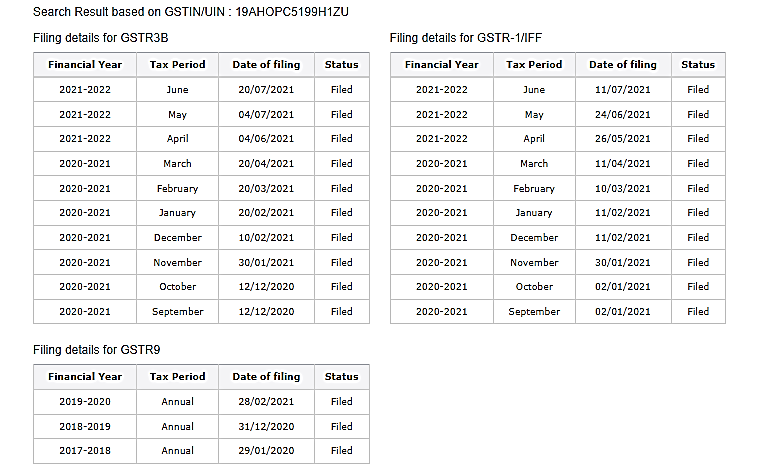 Search Result based on GSTIN/UIN : 19AHOPC5199H1ZU
Filing details for GSTR3B
Financial Year Tax Period Date of filing Status
2021-2022 June 20/07/2021 Filed
2021-2022 May 04/07/2021 Filed
2021-2022 April 04/06/2021 Filed
2020-2021 March 20/04/2021 Filed
2020-2021 February 20/03/2021 Filed
2020-2021 January 20/02/2021 Filed
2020-2021 December 10/02/2021 Filed
2020-2021 November 30/01/2021 Filed
2020-2021 October 12/12/2020 Filed
2020-2021 September 12/12/2020 Filed
Filing details for GSTR-1/IFF
Financial Year Tax Period Date of filing Status
2021-2022 June 11/07/2021 Filed
2021-2022 May 24/06/2021 Filed
2021-2022 April 26/05/2021 Filed
2020-2021 March 11/04/2021 Filed
2020-2021 February 10/03/2021 Filed
2020-2021 January 11/02/2021 Filed
2020-2021 December 11/02/2021 Filed
2020-2021 November 30/01/2021 Filed
2020-2021 October 02/01/2021 Filed
2020-2021 September 02/01/2021 Filed
Filing details for GSTR9
Financial Year Tax Period Date of filing Status
2019-2020 Annual 28/02/2021 Filed
2018-2019 Annual 31/12/2020 Filed
2017-2018 Annual 29/01/2020 Filed